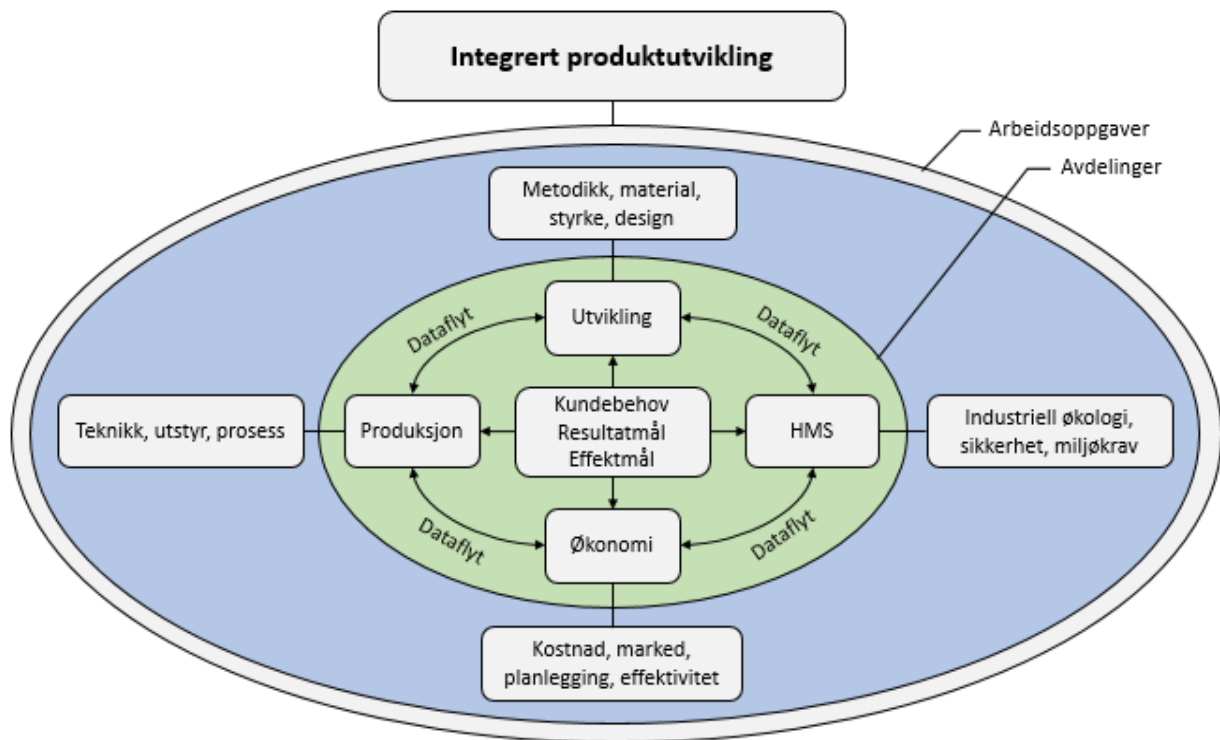 Integrert produktutvikling
Arbeidsoppgaver
Avdelinger
Metodikk, material,
styrke, design
Dataflyt
Utvikling
Dataflyt
Teknikk, utstyr, prosess
Produksjon
Kundebehov
Resultatmål
Effektmål
HMS
Industriell økologi,
sikkerhet, miljøkrav
Dataflyt
Økonomi
Dataflyt
Kostnad, marked,
planlegging, effektivitet